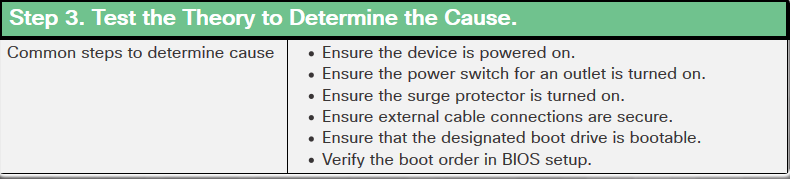 Step 3. Test the Theory to Determine the Cause.
Common steps to determine cause
• Ensure the device is powered on.
• Ensure the power switch for an outlet is turned on.
• Ensure the surge protector is turned on.
• Ensure external cable connections are secure.
• Ensure that the designated boot drive is bootable.
• Verify the boot order in BIOS setup.